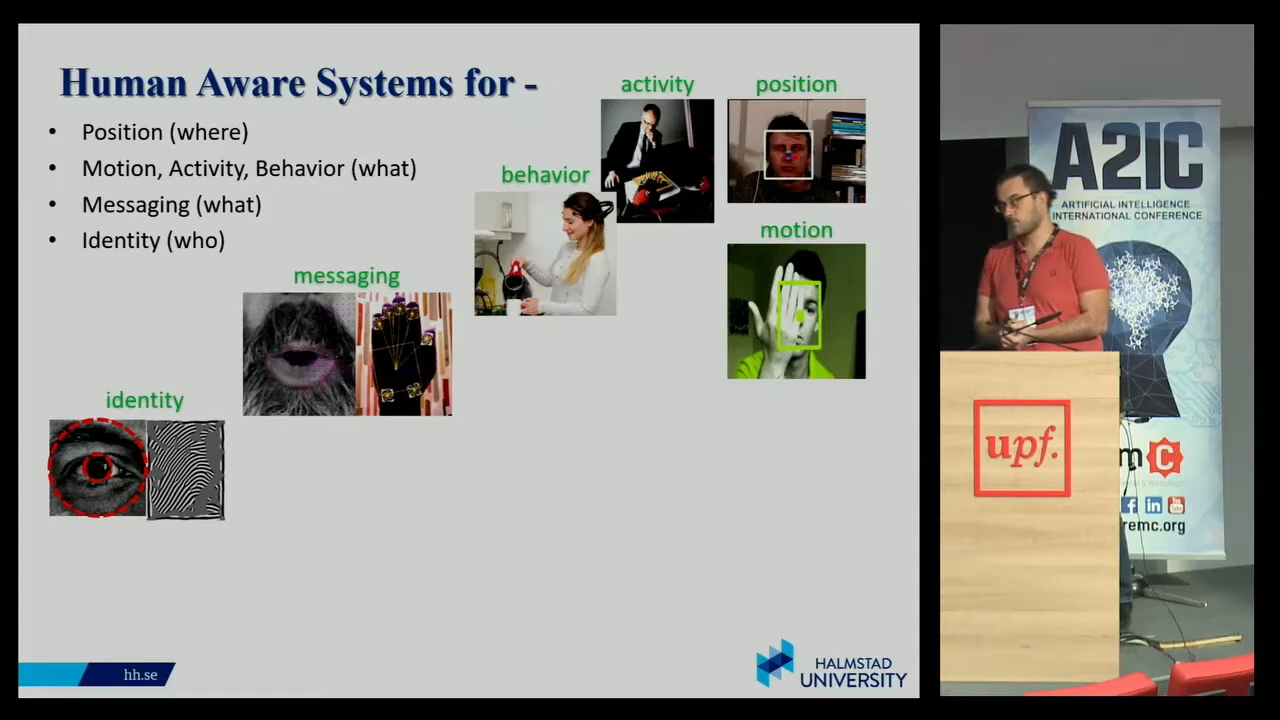 Human Aware Systems for -
• Position (where)
• Motion, Activity, Behavior (what)
• Messaging (what)
• Identity (who)
activity
position
behavior
motion
messaging
identity
hh.se
HALMSTAD
UNIVERSITY
A2IC
ARTIFICIAL INTELLIGENCE
INTERNATIONAL CONFERENCE
upf.
m C
remc.org